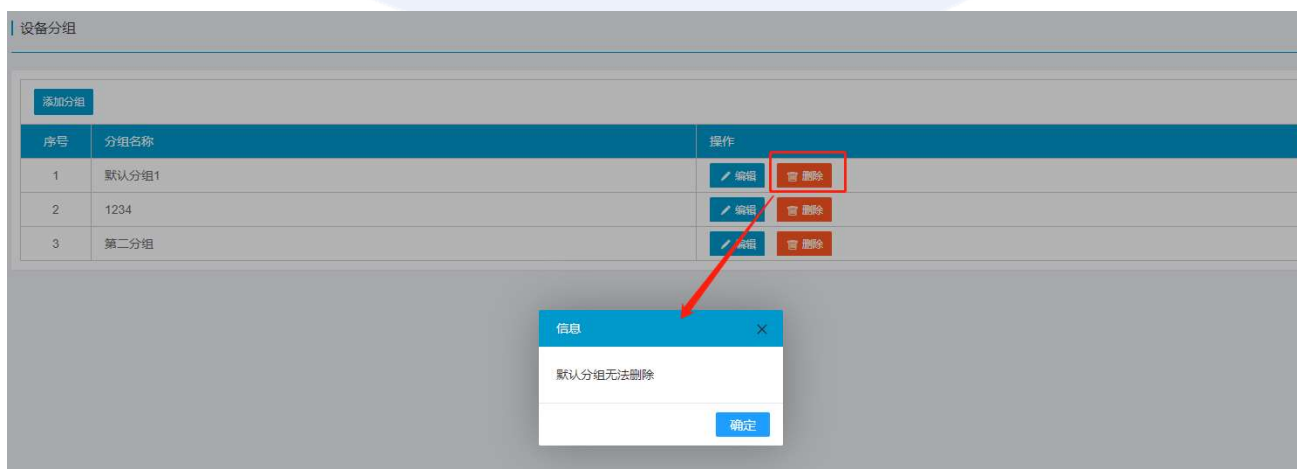 设备分组
添加分组
序号 分组名称 操作
1 默认分组1 编辑 删除
2 1234 编辑 删除
3 第二分组 编辑 删除
信息
默认分组无法删除
确定